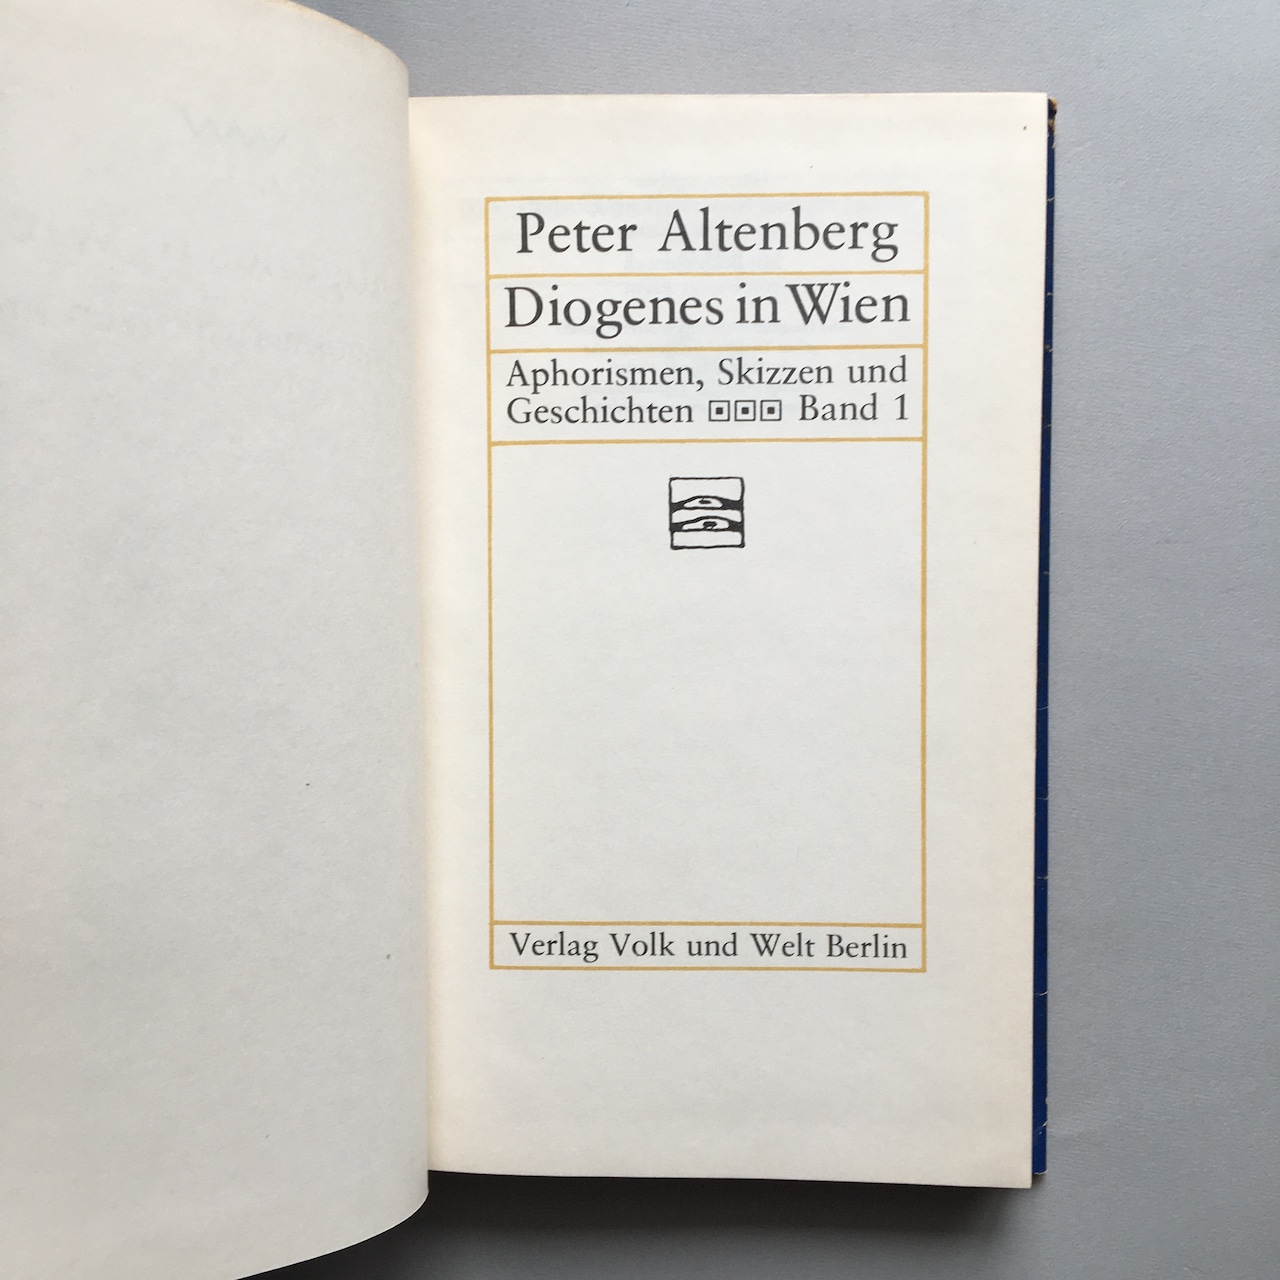 Peter Altenberg
Diogenes in Wien
Aphorismen, Skizzen und
Geschichten Band 1
Verlag Volk und Welt Berlin